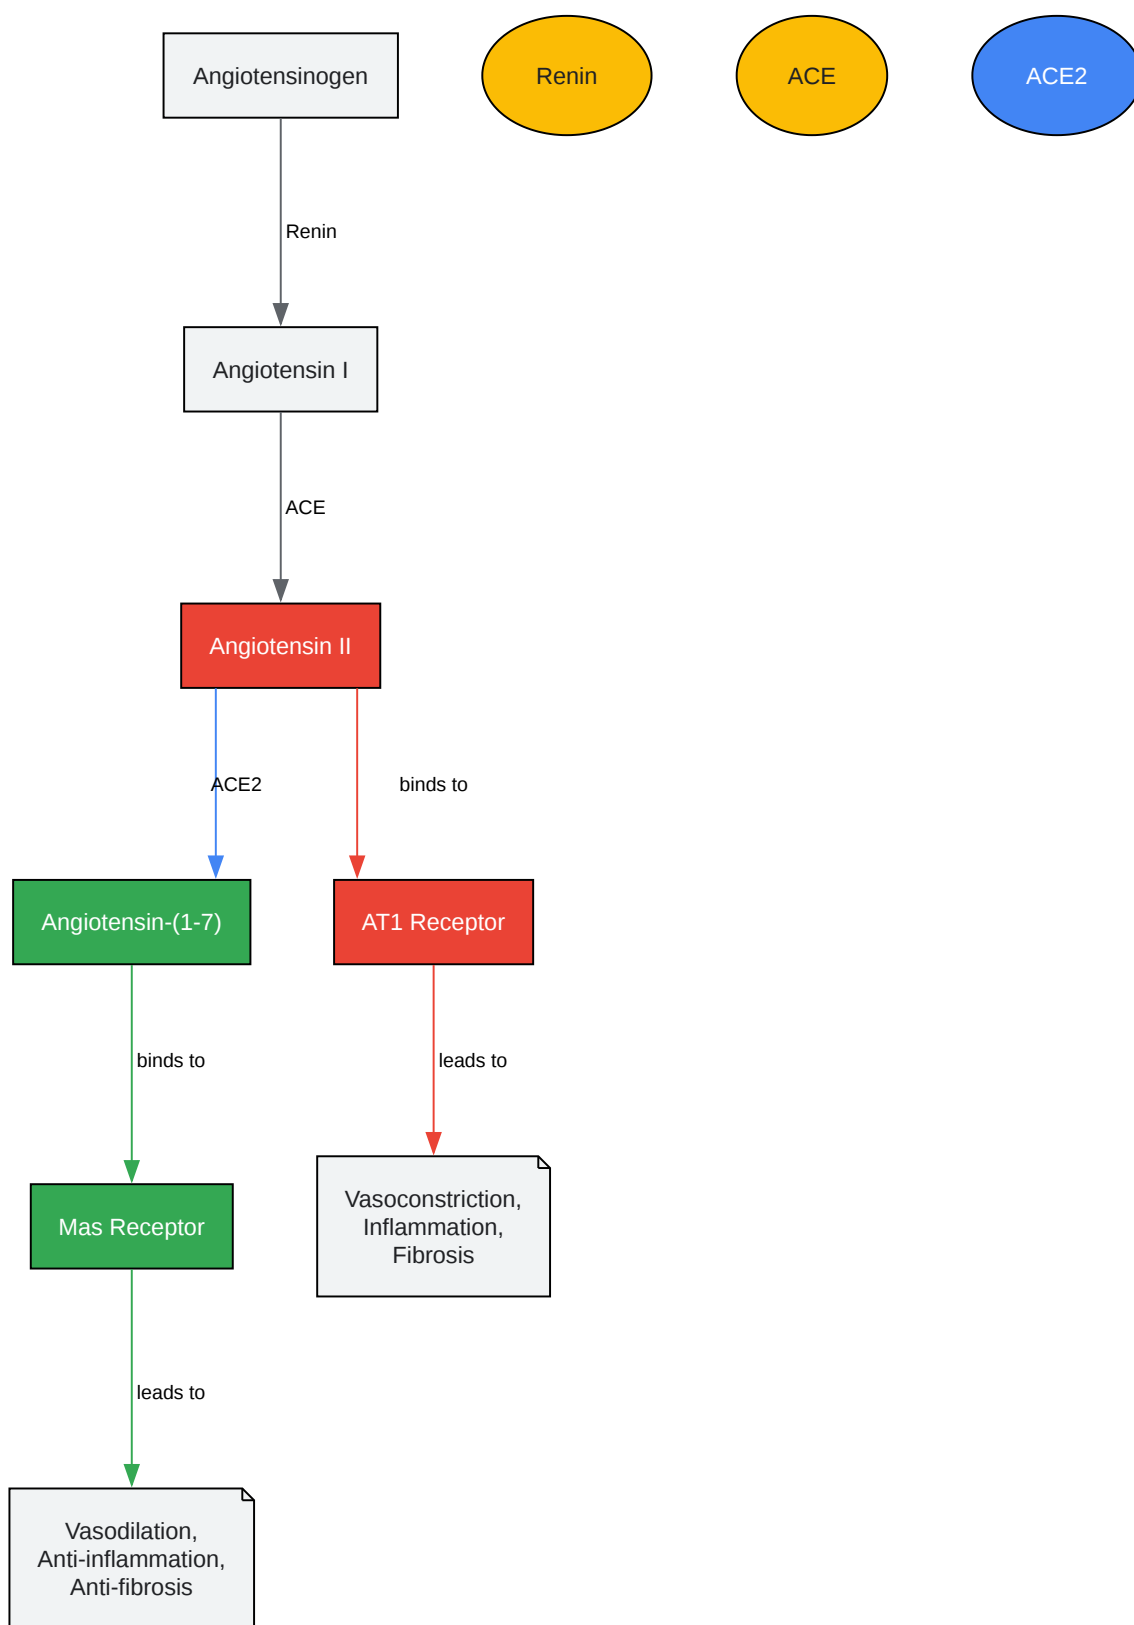 Angiotensinogen
Renin
ACE
ACE2
Renin
Angiotensin I
ACE
Angiotensin II
ACE2
binds to
Angiotensin-(1-7)
AT1 Receptor
binds to
leads to
Mas Receptor
Vasoconstriction,
Inflammation,
Fibrosis
leads to
Vasodilation,
Anti-inflammation,
Anti-fibrosis